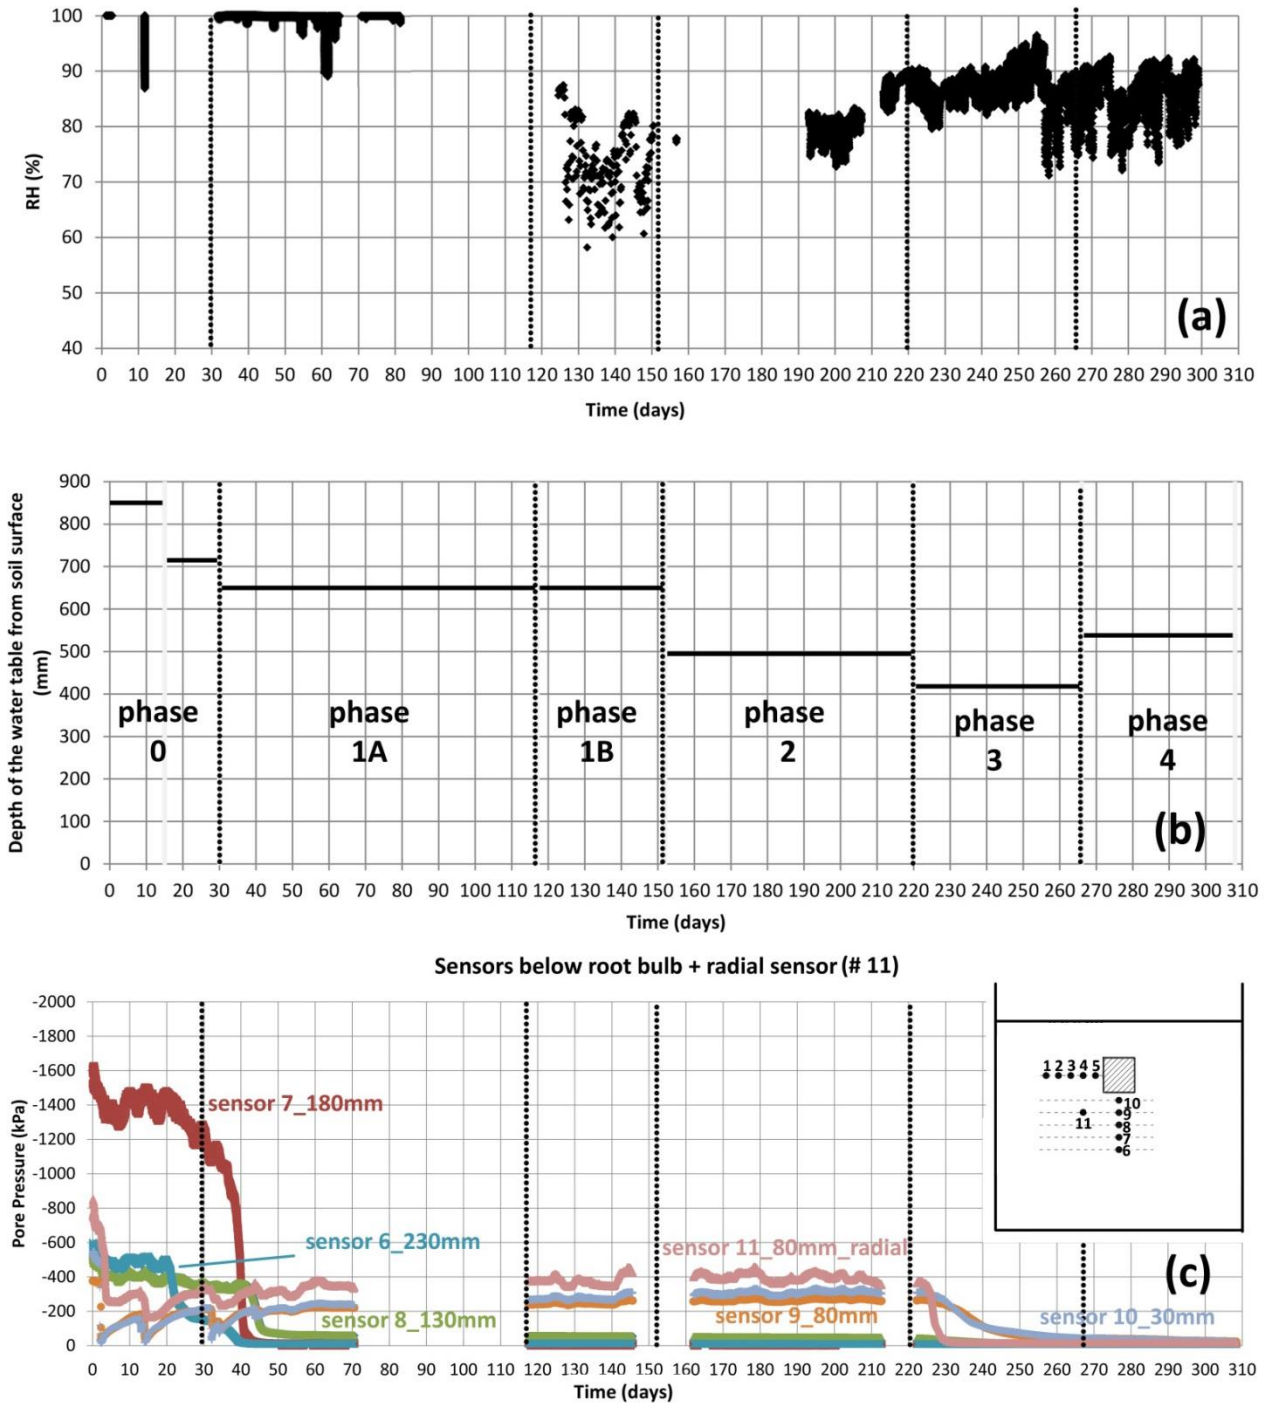 100
90
80
70
60
50
40
RH (%)
(a)
0 10 20 30 40 50 60 70 80 90 100 110 120 130 140 150 160 170 180 190 200 210 220 230 240 250 260 270 280 290 300 310
Time (days)
900
800
700
600
500
400
300
200
100
0
Depth of the water table from soil surface
(mm)
phase
0
phase
1A
phase
1B
phase
2
phase
3
phase
4
(b)
0 10 20 30 40 50 60 70 80 90 100 110 120 130 140 150 160 170 180 190 200 210 220 230 240 250 260 270 280 290 300 310
Time (days)
Sensors below root bulb + radial sensor (# 11)
-2000
-1800
-1600
-1400
-1200
-1000
-800
-600
-400
-200
0
Pore Pressure (kPa)
sensor 7_180mm
sensor 6_230mm
sensor 8_130mm
sensor 11_80mm_radial
sensor 9_80mm
sensor 10_30mm
1 2 3 4 5
10
9
11
8
7
6
(c)
0 10 20 30 40 50 60 70 80 90 100 110 120 130 140 150 160 170 180 190 200 210 220 230 240 250 260 270 280 290 300 310
Time (days)